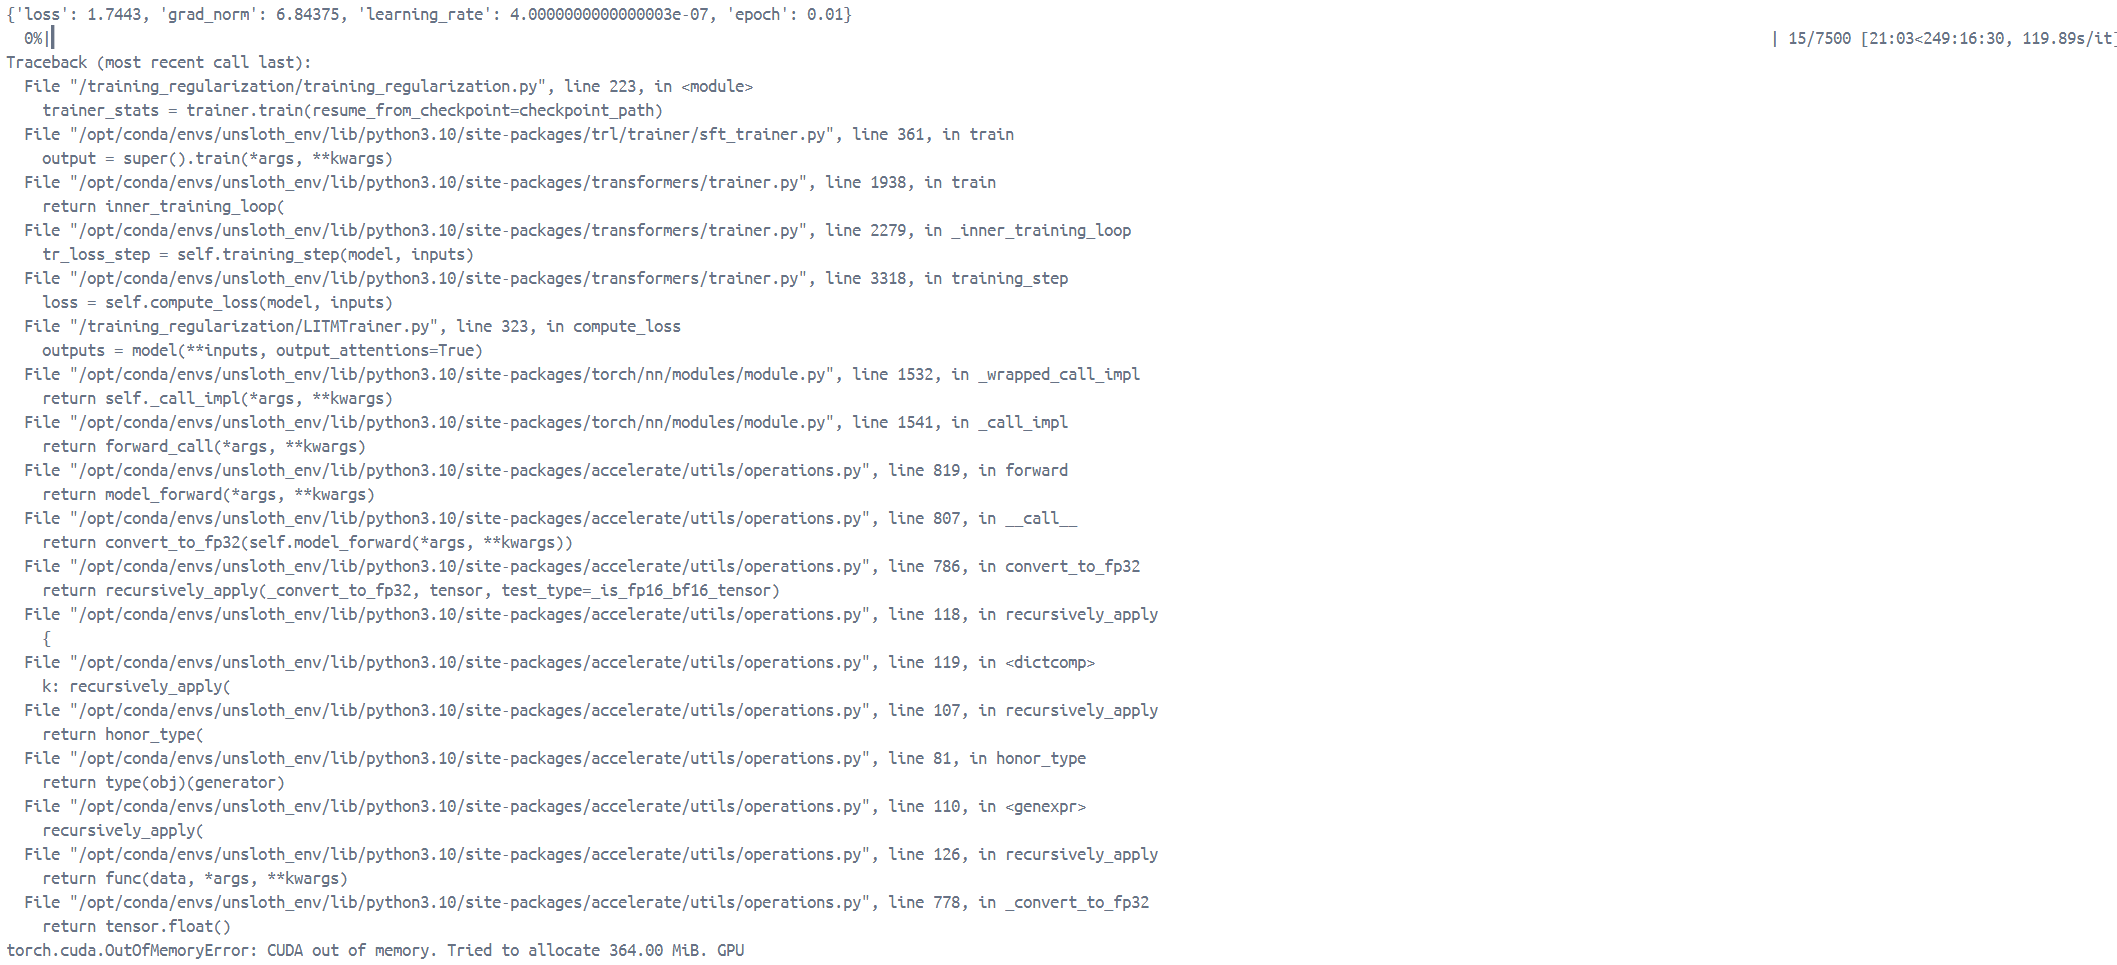 {'loss': 1.7443, 'grad_norm': 6.84375, 'learning_rate': 4.0000000000000003e-07, 'epoch': 0.01}
0%| | 15/7500 [21:03<249:16:30, 119.89s/it]
Traceback (most recent call last):
File "/training_regularization/training_regularization.py", line 223, in <module>
trainer_stats = trainer.train(resume_from_checkpoint=checkpoint_path)
File "/opt/conda/envs/unsloth_env/lib/python3.10/site-packages/trl/trainer/sft_trainer.py", line 361, in train
output = super().train(*args, **kwargs)
File "/opt/conda/envs/unsloth_env/lib/python3.10/site-packages/transformers/trainer.py", line 1938, in train
return inner_training_loop(
File "/opt/conda/envs/unsloth_env/lib/python3.10/site-packages/transformers/trainer.py", line 2279, in _inner_training_loop
tr_loss_step = self.training_step(model, inputs)
File "/opt/conda/envs/unsloth_env/lib/python3.10/site-packages/transformers/trainer.py", line 3318, in training_step
loss = self.compute_loss(model, inputs)
File "/training_regularization/LITMTrainer.py", line 323, in compute_loss
outputs = model(**inputs, output_attentions=True)
File "/opt/conda/envs/unsloth_env/lib/python3.10/site-packages/torch/nn/modules/module.py", line 1532, in _wrapped_call_impl
return self._call_impl(*args, **kwargs)
File "/opt/conda/envs/unsloth_env/lib/python3.10/site-packages/torch/nn/modules/module.py", line 1541, in _call_impl
return forward_call(*args, **kwargs)
File "/opt/conda/envs/unsloth_env/lib/python3.10/site-packages/accelerate/utils/operations.py", line 819, in forward
return model_forward(*args, **kwargs)
File "/opt/conda/envs/unsloth_env/lib/python3.10/site-packages/accelerate/utils/operations.py", line 807, in __call__
return convert_to_fp32(self.model_forward(*args, **kwargs))
File "/opt/conda/envs/unsloth_env/lib/python3.10/site-packages/accelerate/utils/operations.py", line 786, in convert_to_fp32
return recursively_apply(_convert_to_fp32, tensor, test_type=_is_fp16_bf16_tensor)
File "/opt/conda/envs/unsloth_env/lib/python3.10/site-packages/accelerate/utils/operations.py", line 118, in recursively_apply
{
File "/opt/conda/envs/unsloth_env/lib/python3.10/site-packages/accelerate/utils/operations.py", line 119, in <dictcomp>
k: recursively_apply(
File "/opt/conda/envs/unsloth_env/lib/python3.10/site-packages/accelerate/utils/operations.py", line 107, in recursively_apply
return honor_type(
File "/opt/conda/envs/unsloth_env/lib/python3.10/site-packages/accelerate/utils/operations.py", line 81, in honor_type
return type(obj)(generator)
File "/opt/conda/envs/unsloth_env/lib/python3.10/site-packages/accelerate/utils/operations.py", line 110, in <genexpr>
recursively_apply(
File "/opt/conda/envs/unsloth_env/lib/python3.10/site-packages/accelerate/utils/operations.py", line 126, in recursively_apply
return func(data, *args, **kwargs)
File "/opt/conda/envs/unsloth_env/lib/python3.10/site-packages/accelerate/utils/operations.py", line 778, in _convert_to_fp32
return tensor.float()
torch.cuda.OutOfMemoryError: CUDA out of memory. Tried to allocate 364.00 MiB. GPU